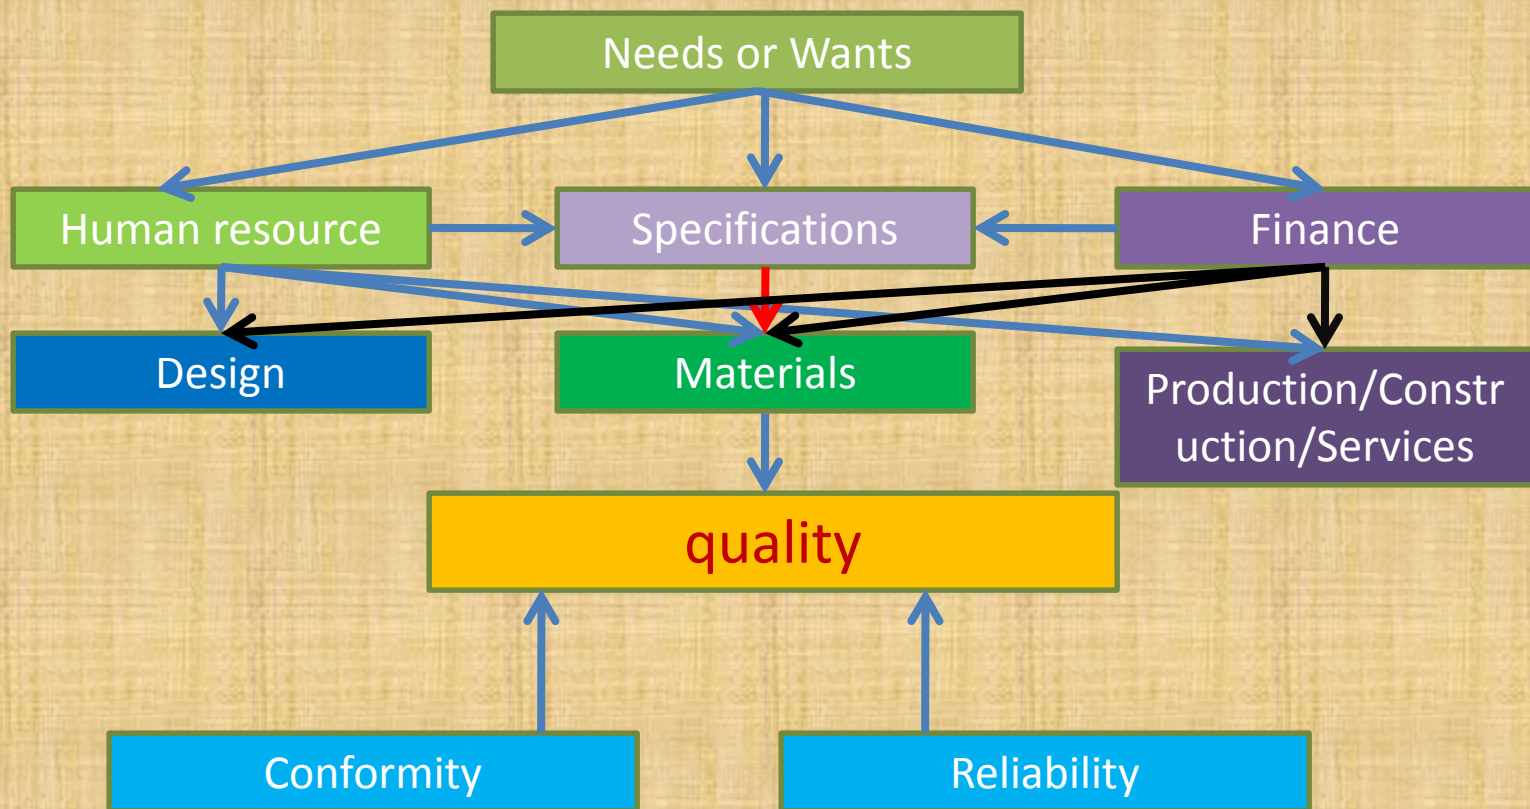 Needs or Wants
Human resource
Specifications
Finance
Design
Materials
Production/Constr
uction/Services
quality
Conformity
Reliability